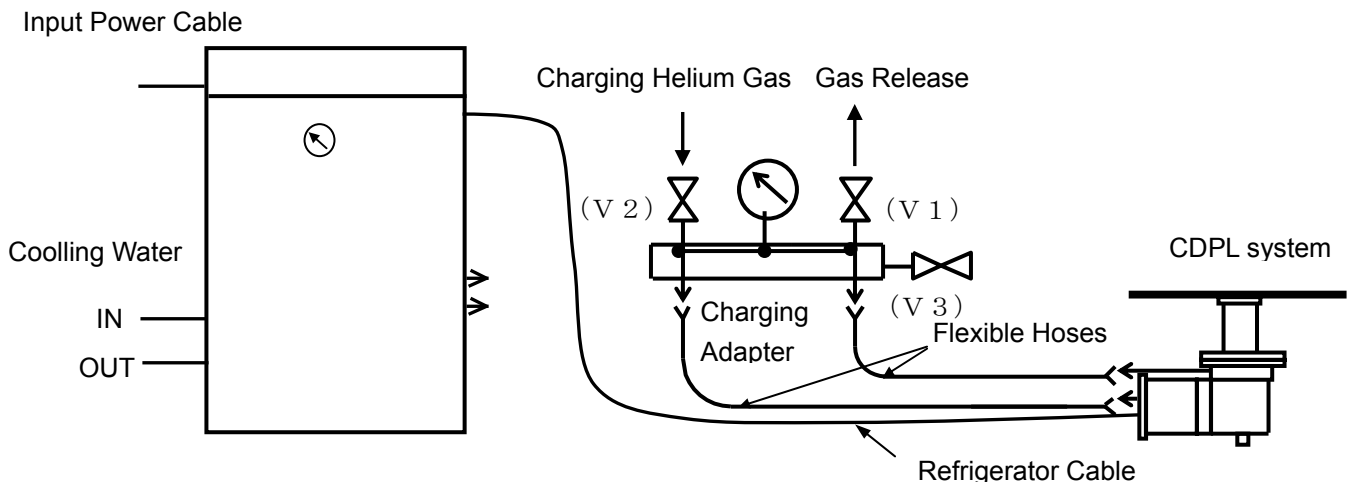 Input Power Cable
Charging Helium Gas
Gas Release
(V 2)
(V 1)
Coolling Water
CDPL system
IN
(V 3)
Charging
Adapter
Flexible Hoses
OUT
Refrigerator Cable